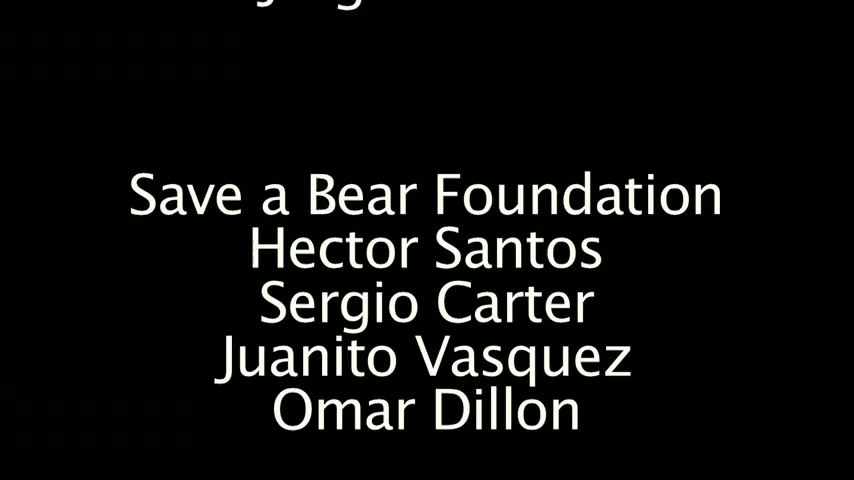 Save a Bear Foundation
Hector Santos
Sergio Carter
Juanito Vasquez
Omar Dillon